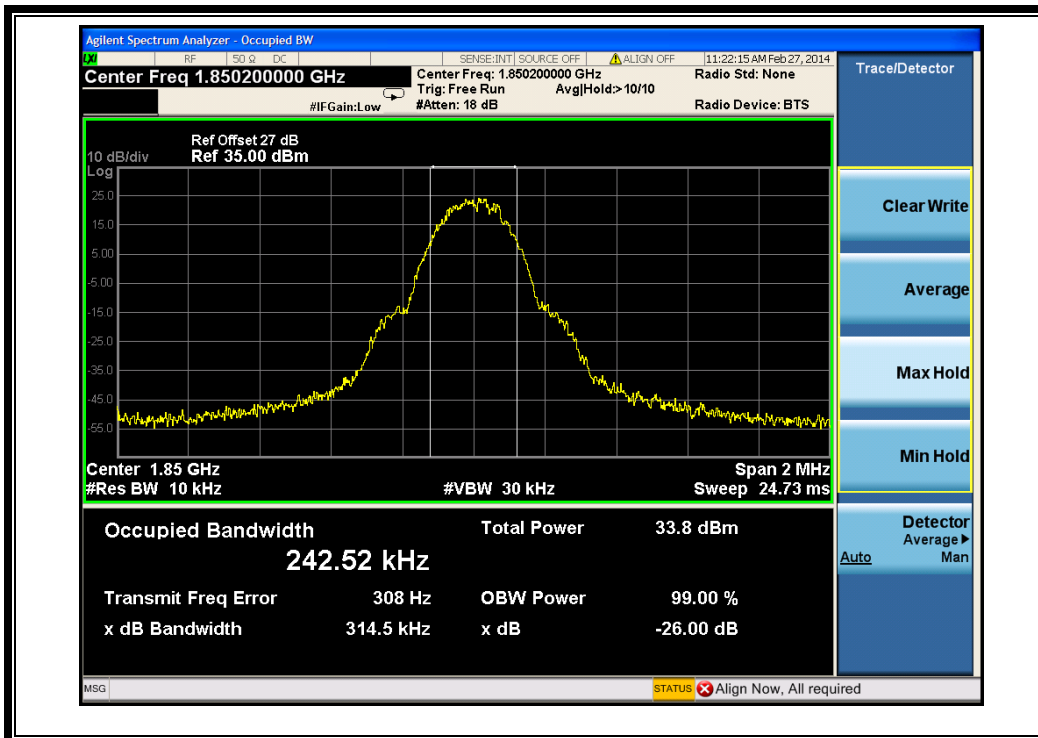 Agilent Spectrum Analyzer - Occupied BW
LXI RF 50 Ω DC SENSE:INT SOURCE OFF ALIGN OFF 11:22:15 AM Feb 27, 2014
Center Freq 1.850200000 GHz
Center Freq: 1.850200000 GHz
Radio Std: None
Trig: Free Run Avg|Hold:>10/10
#IFGain:Low
#Atten: 18 dB
Radio Device: BTS
Trace/Detector
Ref Offset 27 dB
10 dB/div Ref 35.00 dBm
Log
25.0
15.0
5.00
-5.00
-15.0
-25.0
-35.0
-45.0
-55.0
Center 1.85 GHz
Span 2 MHz
#Res BW 10 kHz
#VBW 30 kHz
Sweep 24.73 ms
Clear Write
Average
Max Hold
Min Hold
Detector
Average
Auto Man
Occupied Bandwidth
242.52 kHz
Total Power 33.8 dBm
Transmit Freq Error 308 Hz
OBW Power 99.00 %
x dB Bandwidth 314.5 kHz
x dB -26.00 dB
MSG
STATUS Align Now, All required